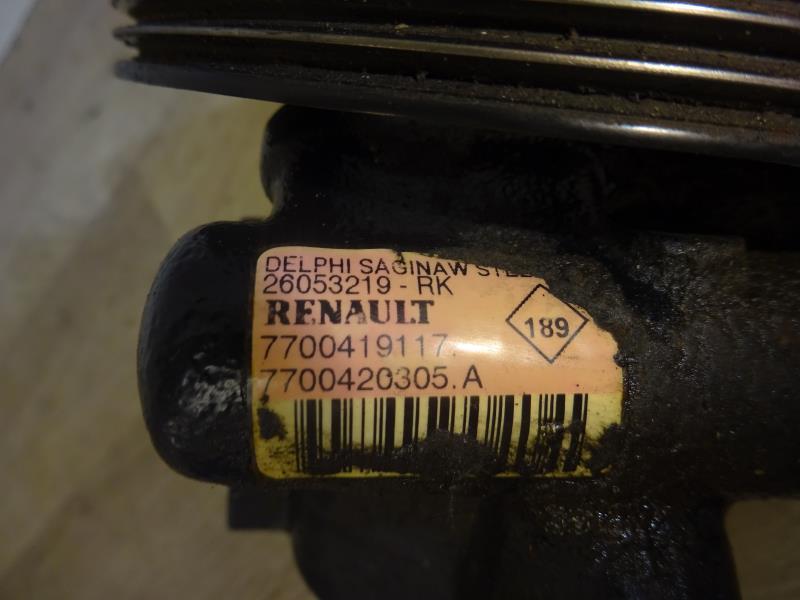 DELPHI SAGINAW
26053219 - RK
RENAULT
189
7700419117.
7700420305.A